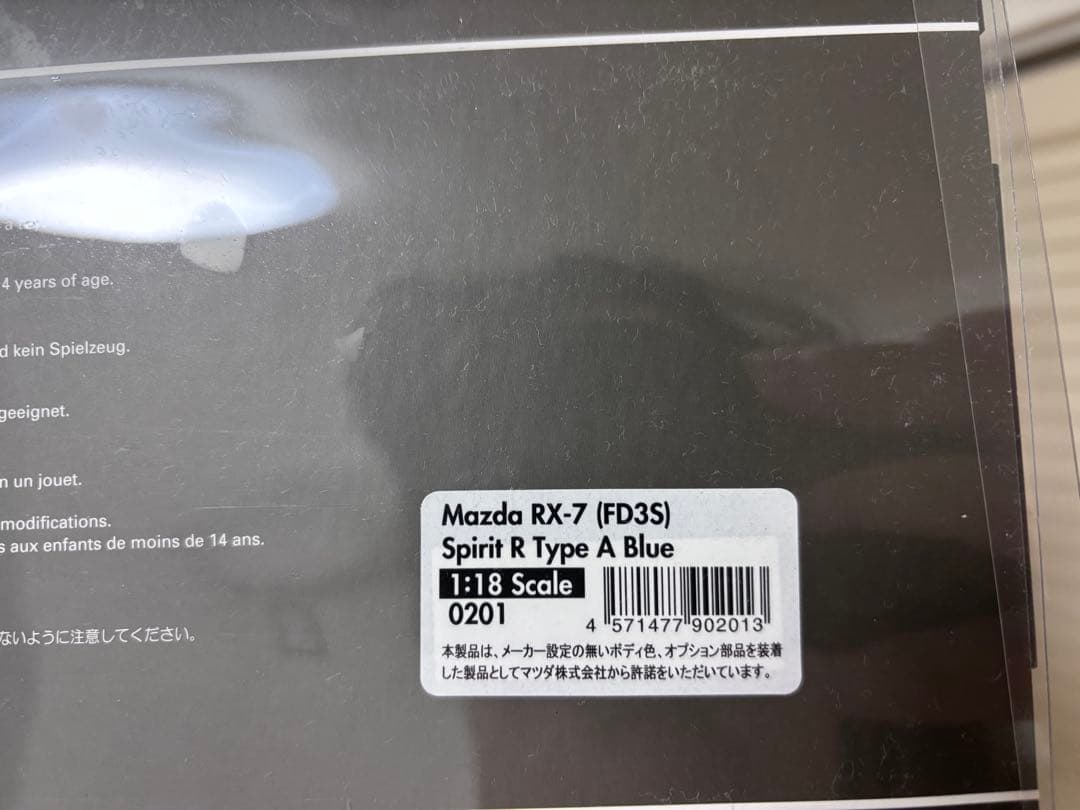 4 years of age.
d kein Spielzeug.
geeignet.
n un jouet.
modifications.
s aux enfants de moins de 14 ans.
ないように注意してください。
Mazda RX-7 (FD3S)
Spirit R Type A Blue
1:18 Scale
0201
4 571477 902013
本製品は、メーカー設定の無いボディ色、オプション部品を装着
した製品としてマツダ株式会社から許諾をいただいています。